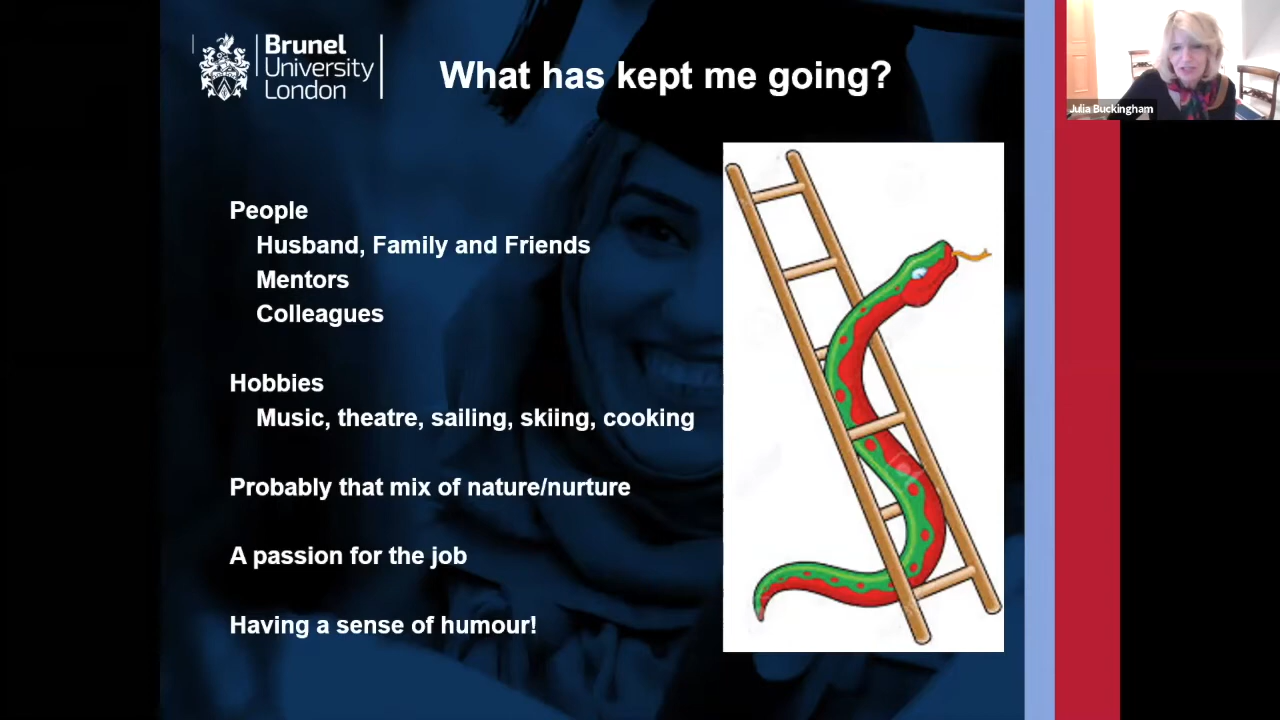 Brunel
University
London
What has kept me going?
Julia Buckingham
People
Husband, Family and Friends
Mentors
Colleagues
Hobbies
Music, theatre, sailing, skiing, cooking
Probably that mix of nature/nurture
A passion for the job
Having a sense of humour!